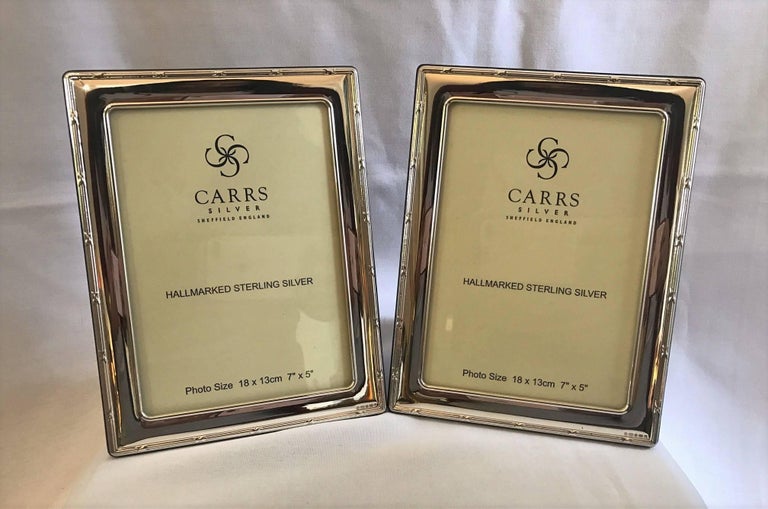 CARRS
SILVER
SHEFFIELD ENGLAND
HALLMARKED STERLING SILVER
Photo Size 18 x 13cm 7" x 5"
CARRS
SILVER
SHEFFIELD ENGLAND
HALLMARKED STERLING SILVER
Photo Size 18 x 13cm 7" x 5"